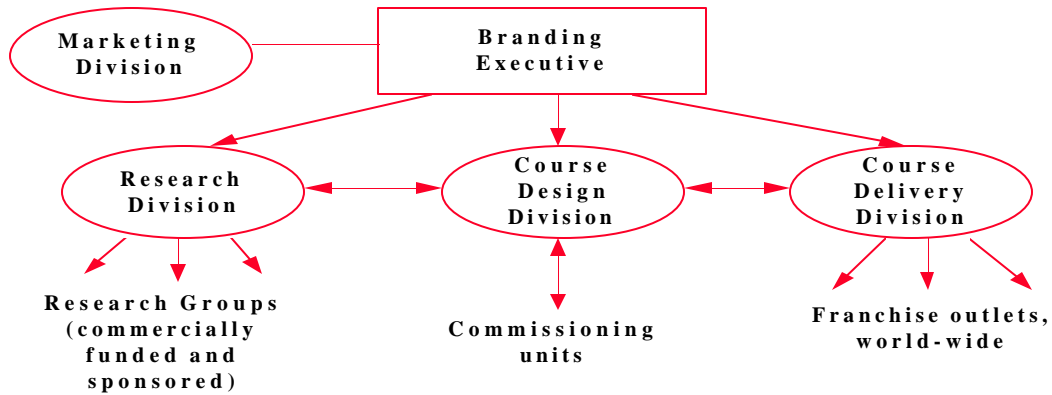 Marketing
Division
Branding
Executive
Research
Division
Course
Design
Division
Course
Delivery
Division
Research Groups
(commercially
funded and
sponsored)
Commissioning
units
Franchise outlets,
world-wide